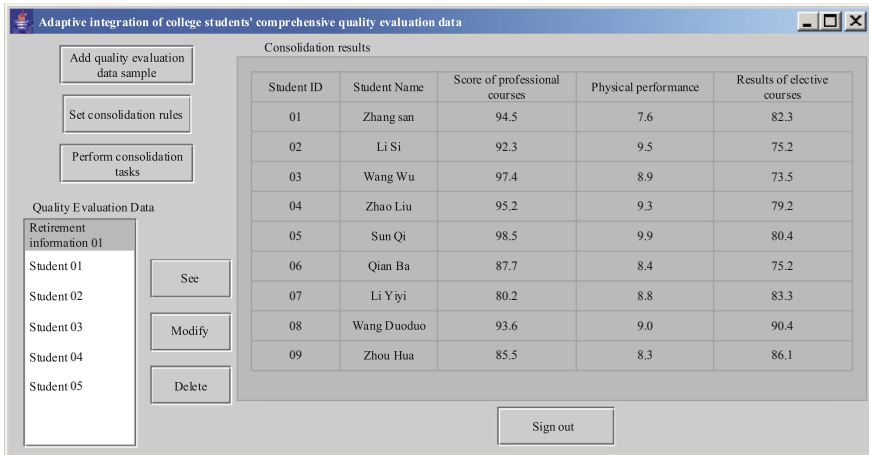 Adaptive integration of college students' comprehensive quality evaluation data
Add quality evaluation
data sample
Set consolidation rules
Perform consolidation
tasks
Quality Evaluation Data
Retirement
information 01
Student 01
Student 02
Student 03
Student 04
Student 05
See
Modify
Delete
Consolidation results
Student ID Student Name Score of professional courses Physical performance Results of elective courses
01 Zhang san 94.5 7.6 82.3
02 Li Si 92.3 9.5 75.2
03 Wang Wu 97.4 8.9 73.5
04 Zhao Liu 95.2 9.3 79.2
05 Sun Qi 98.5 9.9 80.4
06 Qian Ba 87.7 8.4 75.2
07 Li Yiyi 80.2 8.8 83.3
08 Wang Duoduo 93.6 9.0 90.4
09 Zhou Hua 85.5 8.3 86.1
Sign out